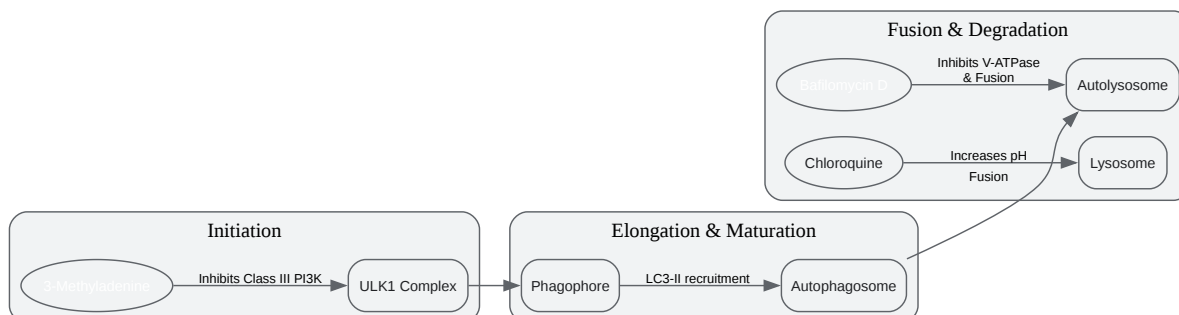 Fusion & Degradation
Bafilomycin D
Inhibits V-ATPase
& Fusion
Autolysosome
Chloroquine
Increases pH
Lysosome
Fusion
Initiation
3-Methyladenine
Inhibits Class III PI3K
ULK1 Complex
Elongation & Maturation
Phagophore
LC3-II recruitment
Autophagosome